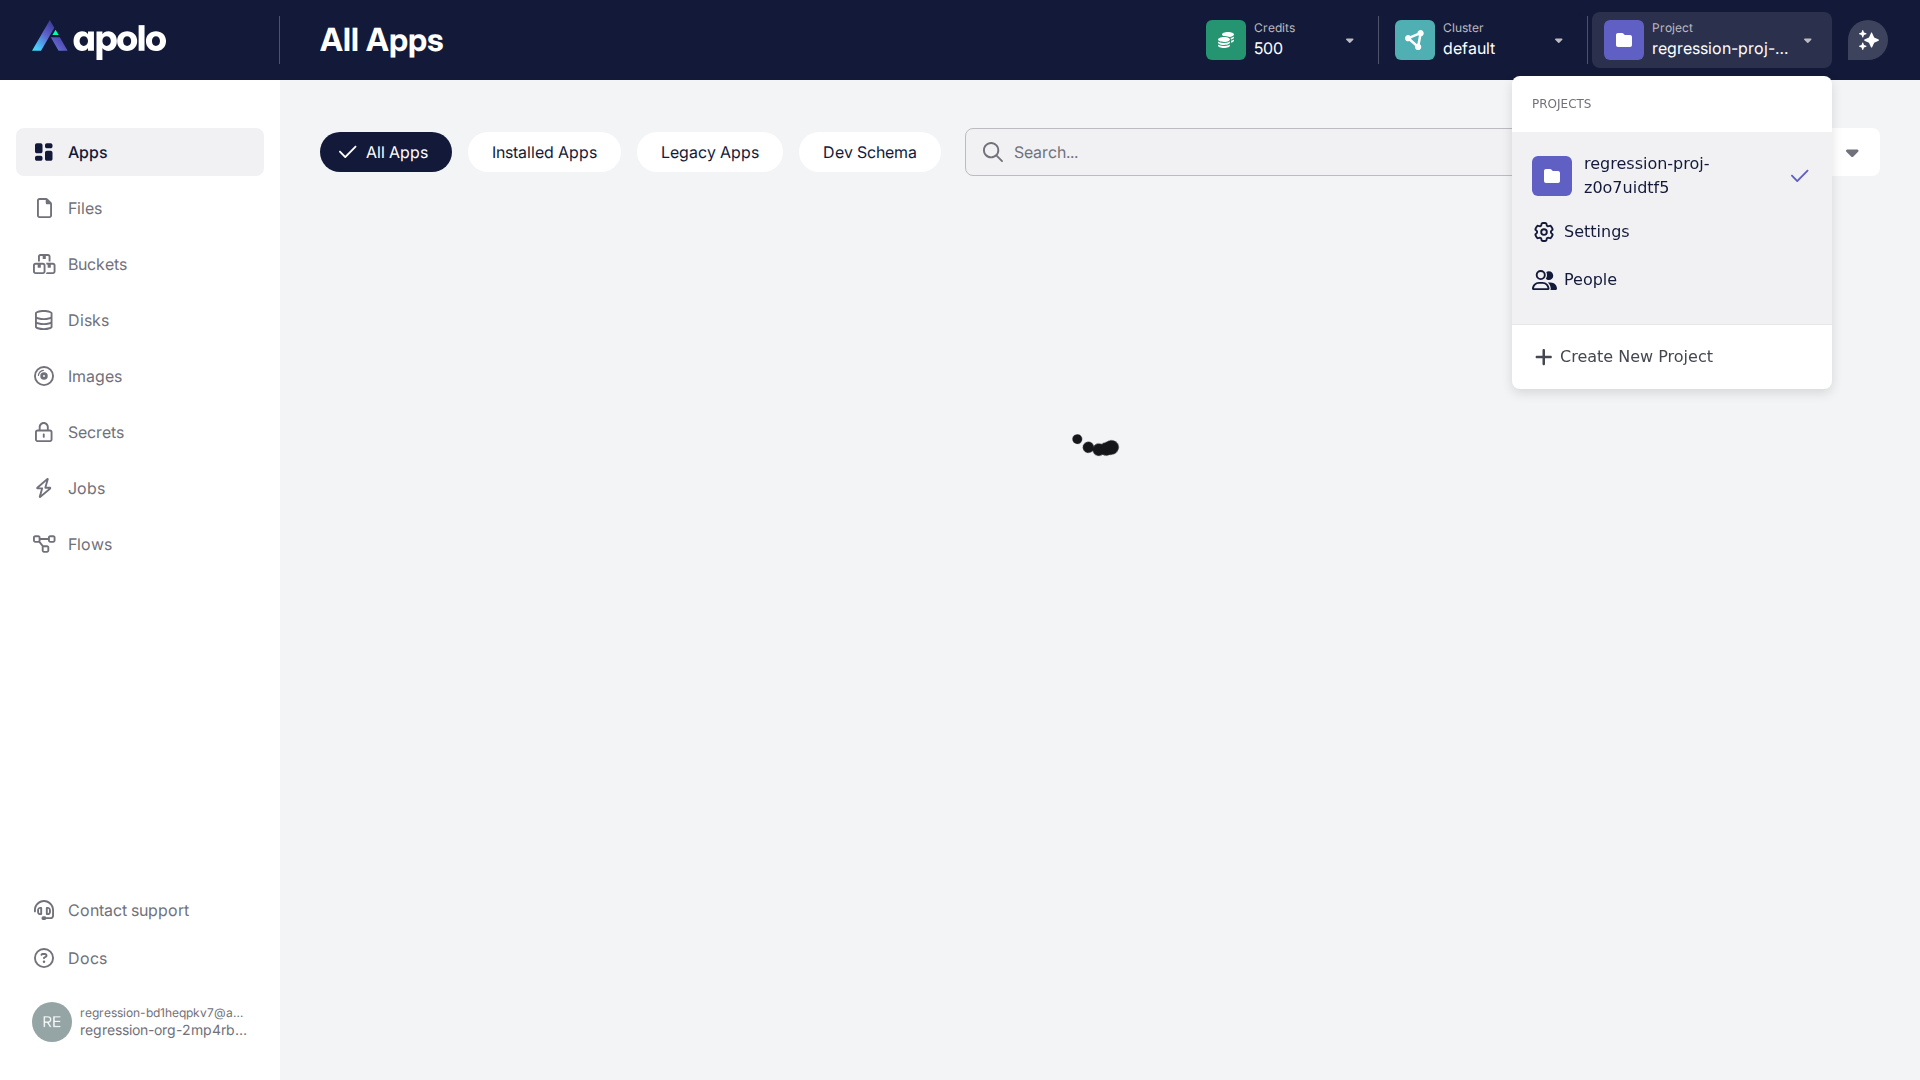 apolo
All Apps
Credits
500
Cluster
default
Project
regression-proj-...
PROJECTS
regression-proj-
z0o7uidtf5
Settings
People
Create New Project
Apps
Files
Buckets
Disks
Images
Secrets
Jobs
Flows
All Apps
Installed Apps
Legacy Apps
Dev Schema
Search...
Contact support
Docs
RE
regression-bd1heqpkv7@a...
regression-org-2mp4rb...